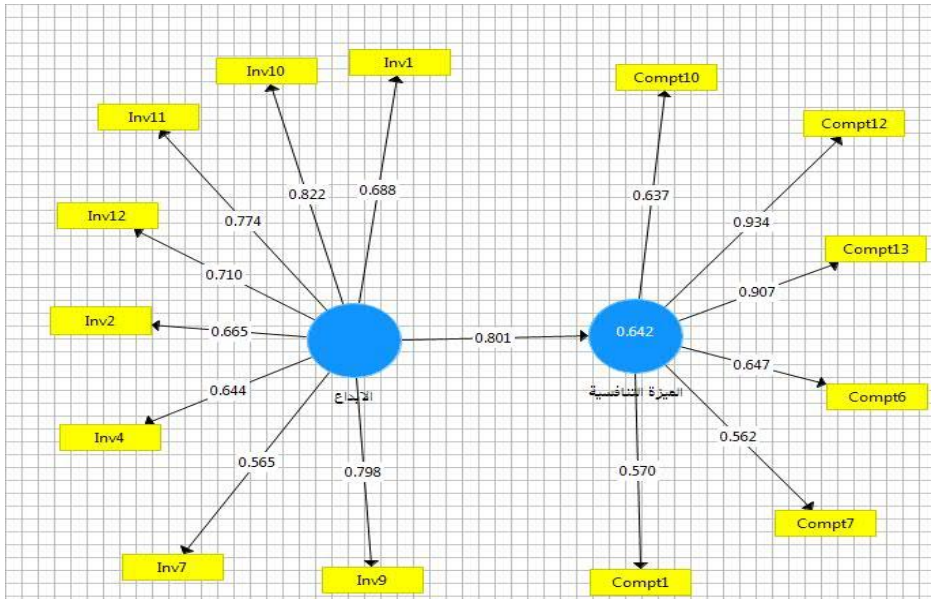 Inv1
Inv10
Compt10
Inv11
Compt12
0.688
0.822
0.637
0.774
0.934
Inv12
0.710
Compt13
0.907
Inv2
0.665
0.801
0.642
0.647
0.644
الابداع
الميزة التنافسية
Compt6
Inv4
0.565
0.798
0.570
0.562
Compt7
Inv7
Inv9
Compt1